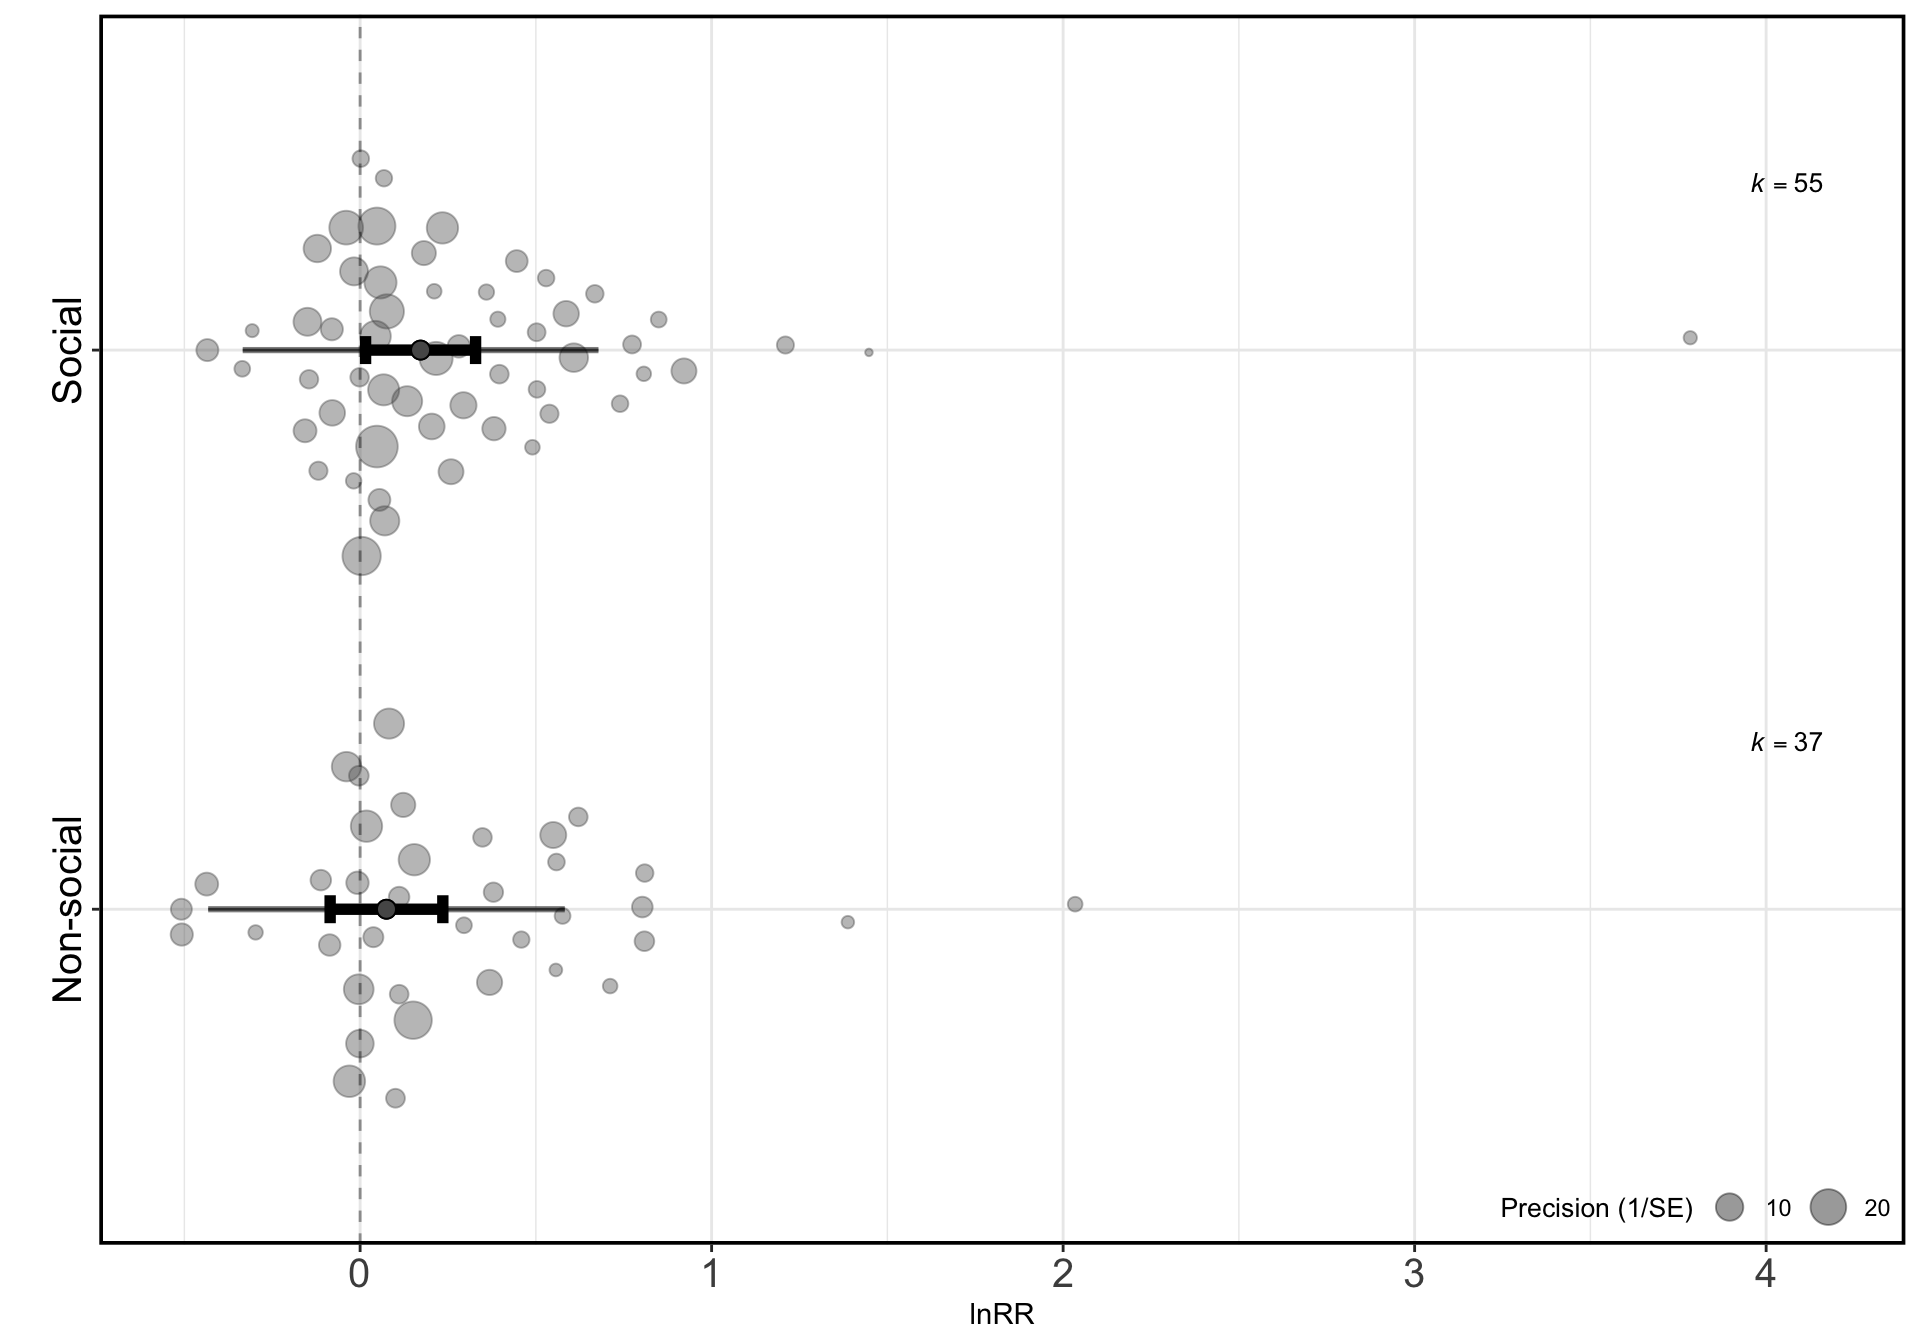 Social
k = 55
Non-social
k = 37
Precision (1/SE) 10 20
0 1 2 3 4
lnRR